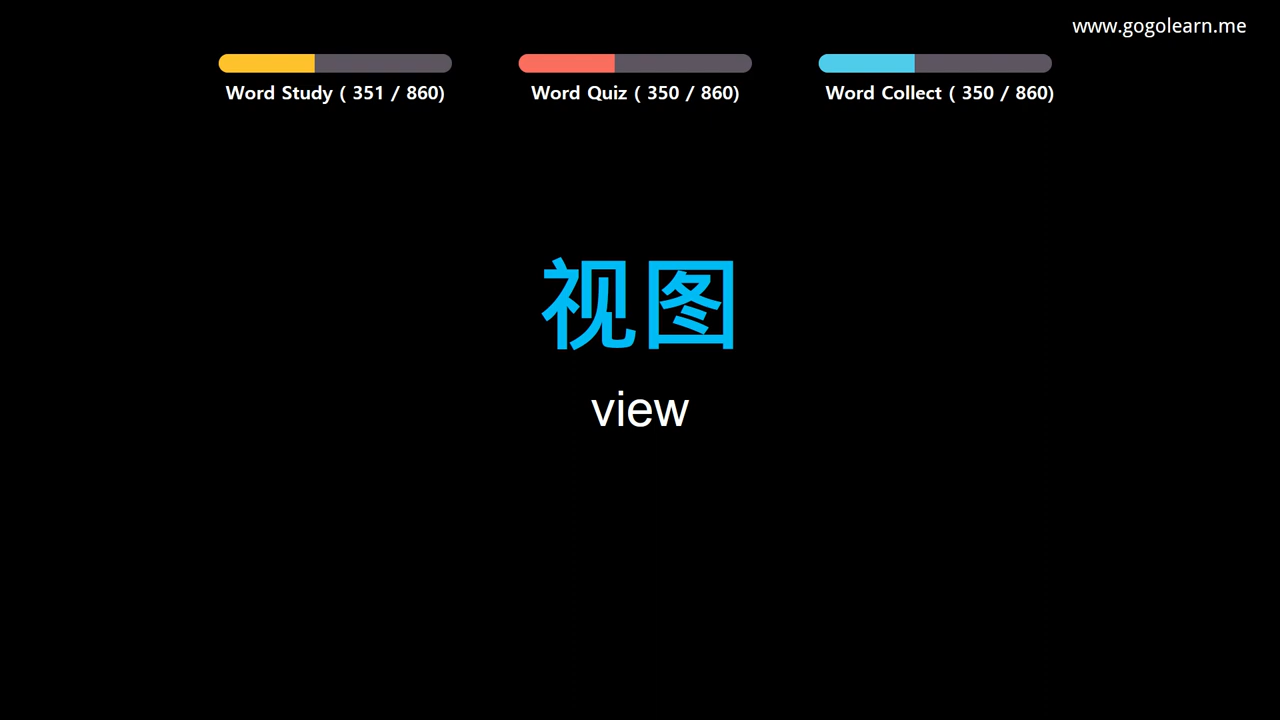 www.gogolearn.me
Word Study ( 351 / 860)
Word Quiz ( 350 / 860)
Word Collect ( 350 / 860)
视图
view